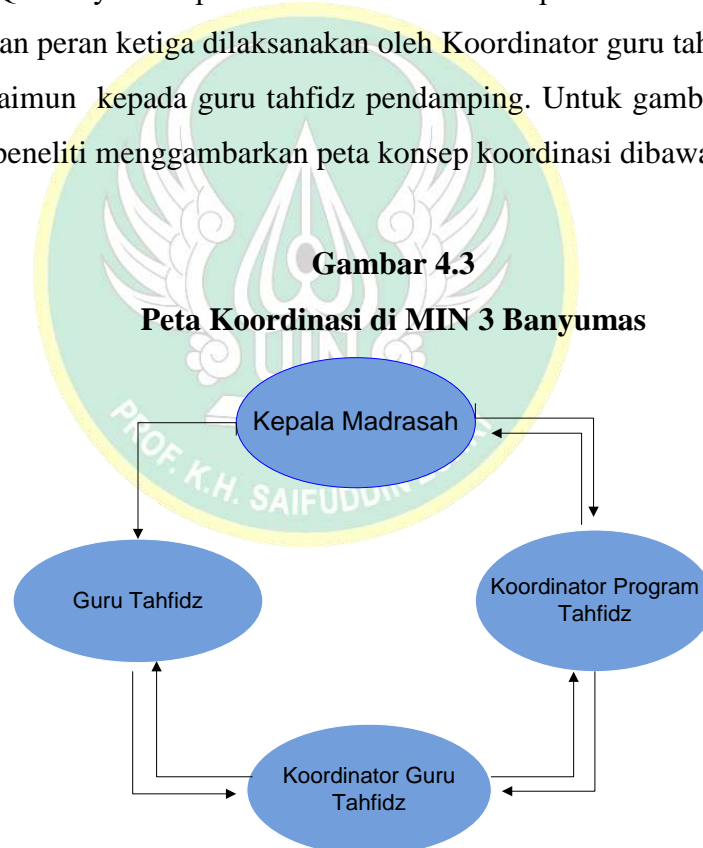 an peran ketiga dilaksanakan oleh Koordinator guru tah
aimun kepada guru tahfidz pendamping. Untuk gamb
peneliti menggambarkan peta konsep koordinasi dibawa
Gambar 4.3
Peta Koordinasi di MIN 3 Banyumas
Kepala Madrasah
UIN
PROF. K.H. SAIFUDDIN
Guru Tahfidz
Koordinator Program
Tahfidz
Koordinator Guru
Tahfidz